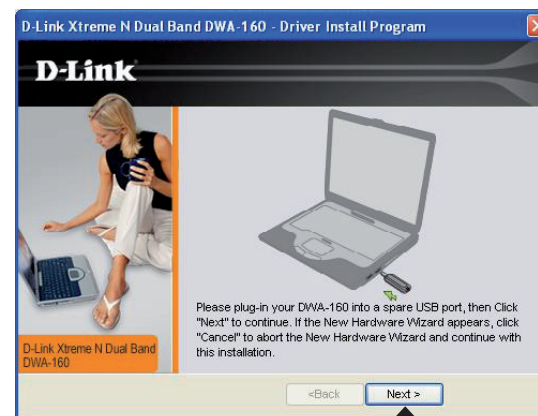 D-Link Xtreme N Dual Band DWA-160 - Driver Install Program
D-Link
Please plug-in your DWA-160 into a spare USB port, then Click
"Next" to continue. If the New Hardware Wizard appears, click
"Cancel" to abort the New Hardware Wizard and continue with
this installation.
D-Link Xtreme N Dual Band
DWA-160
<Back
Next >